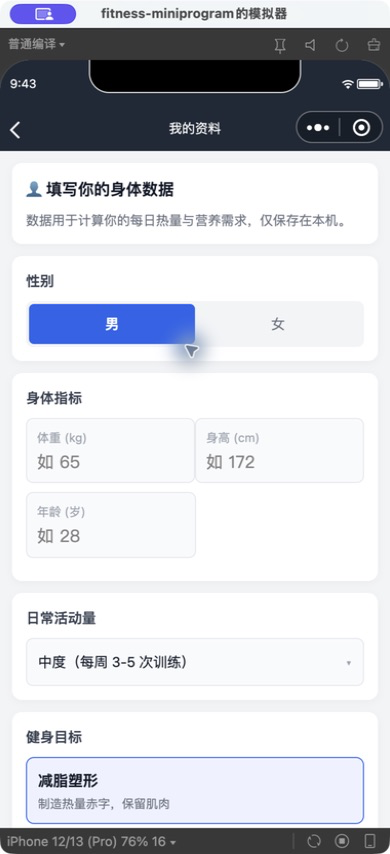 fitness-miniprogram的模拟器
普通编译
9:43
我的资料
填写你的身体数据
数据用于计算你的每日热量与营养需求，仅保存在本机。
性别
男
女
身体指标
体重 (kg)
身高 (cm)
如 65
如 172
年龄 (岁)
如 28
日常活动量
中度（每周 3-5 次训练）
健身目标
减脂塑形
制造热量赤字，保留肌肉
iPhone 12/13 (Pro) 76% 16